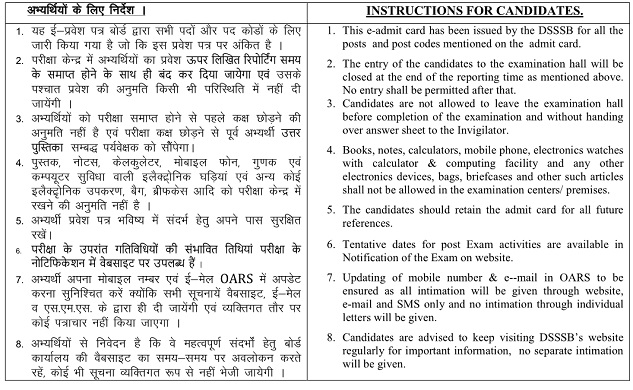 अभ्यर्थियों के लिए निर्देश ।
1. यह ई–प्रवेश पत्र बोर्ड द्वारा सभी पदों और पद कोडों के लिए
जारी किया गया है जो कि इस प्रवेश पत्र पर अंकित है ।
2. परीक्षा केन्द्र में अभ्यर्थियों का प्रवेश ऊपर लिखित रिपोर्टिंग समय
के समाप्त होने के साथ ही बंद कर दिया जायेगा एवं उसके
पश्चात प्रवेश की अनुमति किसी भी परिस्थिति में नहीं दी
जायेंगी ।
3. अभ्यर्थियों को परीक्षा समाप्त होने से पहले कक्ष छोड़ने की
अनुमति नहीं है एवं परीक्षा कक्ष छोड़ने से पूर्व अभ्यर्थी उत्तर
पुस्तिका सम्बद्ध पर्यवेक्षक को सौंपेगा।
4. पुस्तक, नोटस, केलकुलेटर, मोबाइल फोन, गुणक एवं
कम्प्यूटर सुविधा वाली इलैक्ट्रोनिक घड़ियां एवं अन्य कोई
इलैक्ट्रोनिक उपकरण, बैग, ब्रीफकेस आदि को परीक्षा केन्द्र में
रखने की अनुमति नहीं है ।
5. अभ्यर्थी प्रवेश पत्र भविष्य में संदर्भ हेतु अपने पास सुरक्षित
रखें।
6. परीक्षा के उपरांत गतिविधियों की संभावित तिथियां परीक्षा के
नोटिफिकेशन में वेबसाइट पर उपलब्ध हैं ।
7. अभ्यर्थी अपना मोबाइल नम्बर एवं ई–मेल OARS में अपडेट
करना सुनिश्चित करें क्योंकि सभी सूचनायें वैबसाइट, ई–मेल
व एस.एम.एस. के द्वारा ही दी जायेंगी एवं व्यक्तिगत तौर पर
कोई पत्राचार नहीं किया जाएगा ।
8. अभ्यर्थियों से निवेदन है कि वे महत्वपूर्ण संदर्भो हेतु बोर्ड
कार्यालय की वैबसाइट का समय–समय पर अवलोकन करते
रहें, कोई भी सूचना व्यक्तिगत रूप से नहीं भेजी जायेगी ।
INSTRUCTIONS FOR CANDIDATES.
1. This e-admit card has been issued by the DSSSB for all the
posts and post codes mentioned on the admit card.
2. The entry of the candidates to the examination hall will be
closed at the end of the reporting time as mentioned above.
No entry shall be permitted after that.
3. Candidates are not allowed to leave the examination hall
before completion of the examination and without handing
over answer sheet to the Invigilator.
4. Books, notes, calculators, mobile phone, electronics watches
with calculator & computing facility and any other
electronics devices, bags, briefcases and other such articles
shall not be allowed in the examination centers/ premises.
5. The candidates should retain the admit card for all future
references.
6. Tentative dates for post Exam activities are available in
Notification of the Exam on website.
7. Updating of mobile number & e--mail in OARS to be
ensured as all intimation will be given through website,
e-mail and SMS only and no intimation through individual
letters will be given.
8. Candidates are advised to keep visiting DSSSB's website
regularly for important information, no separate intimation
will be given.